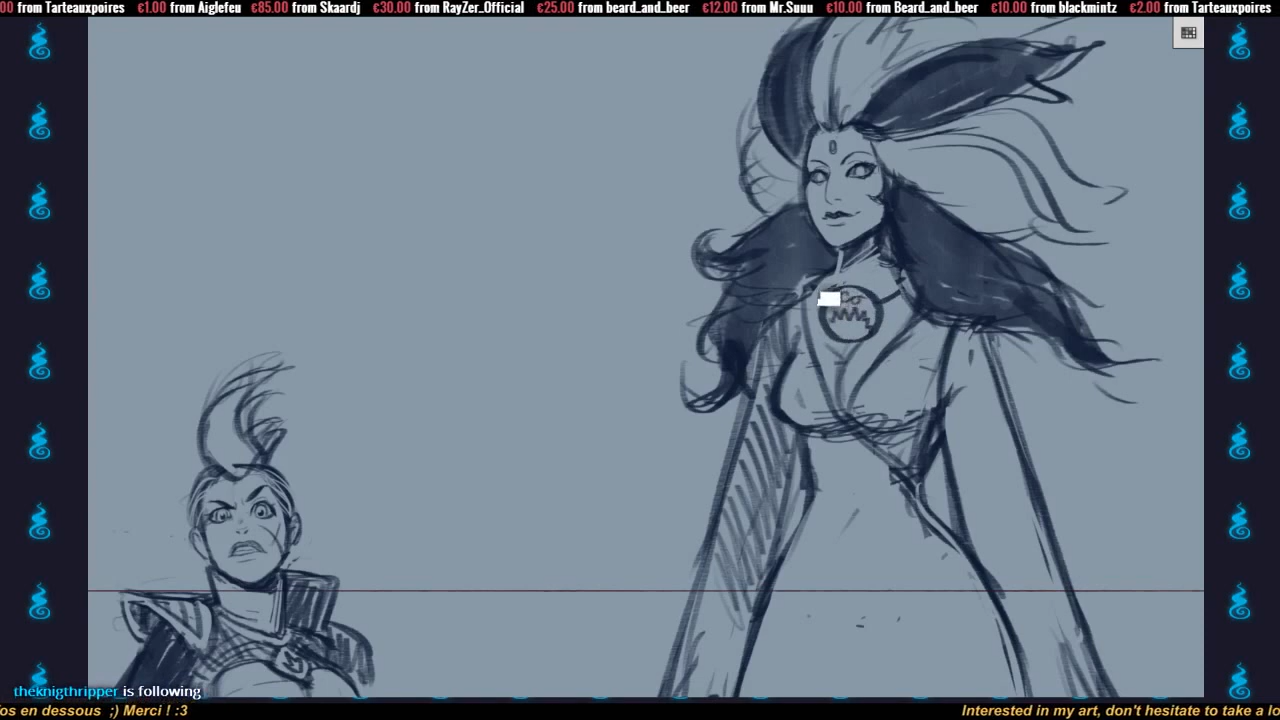 00 from Tarteauxpoires €1.00 from Aiglefeu €85.00 from Skaardj €30.00 from RayZer_Official €25.00 from beard_and_beer €12.00 from Mr.Suuu €10.00 from Beard_and_beer €10.00 from blackmintz €2.00 from Tarteauxpoires
theknigthripper is following
os en dessous ;) Merci ! :3 Interested in my art, don't hesitate to take a lo